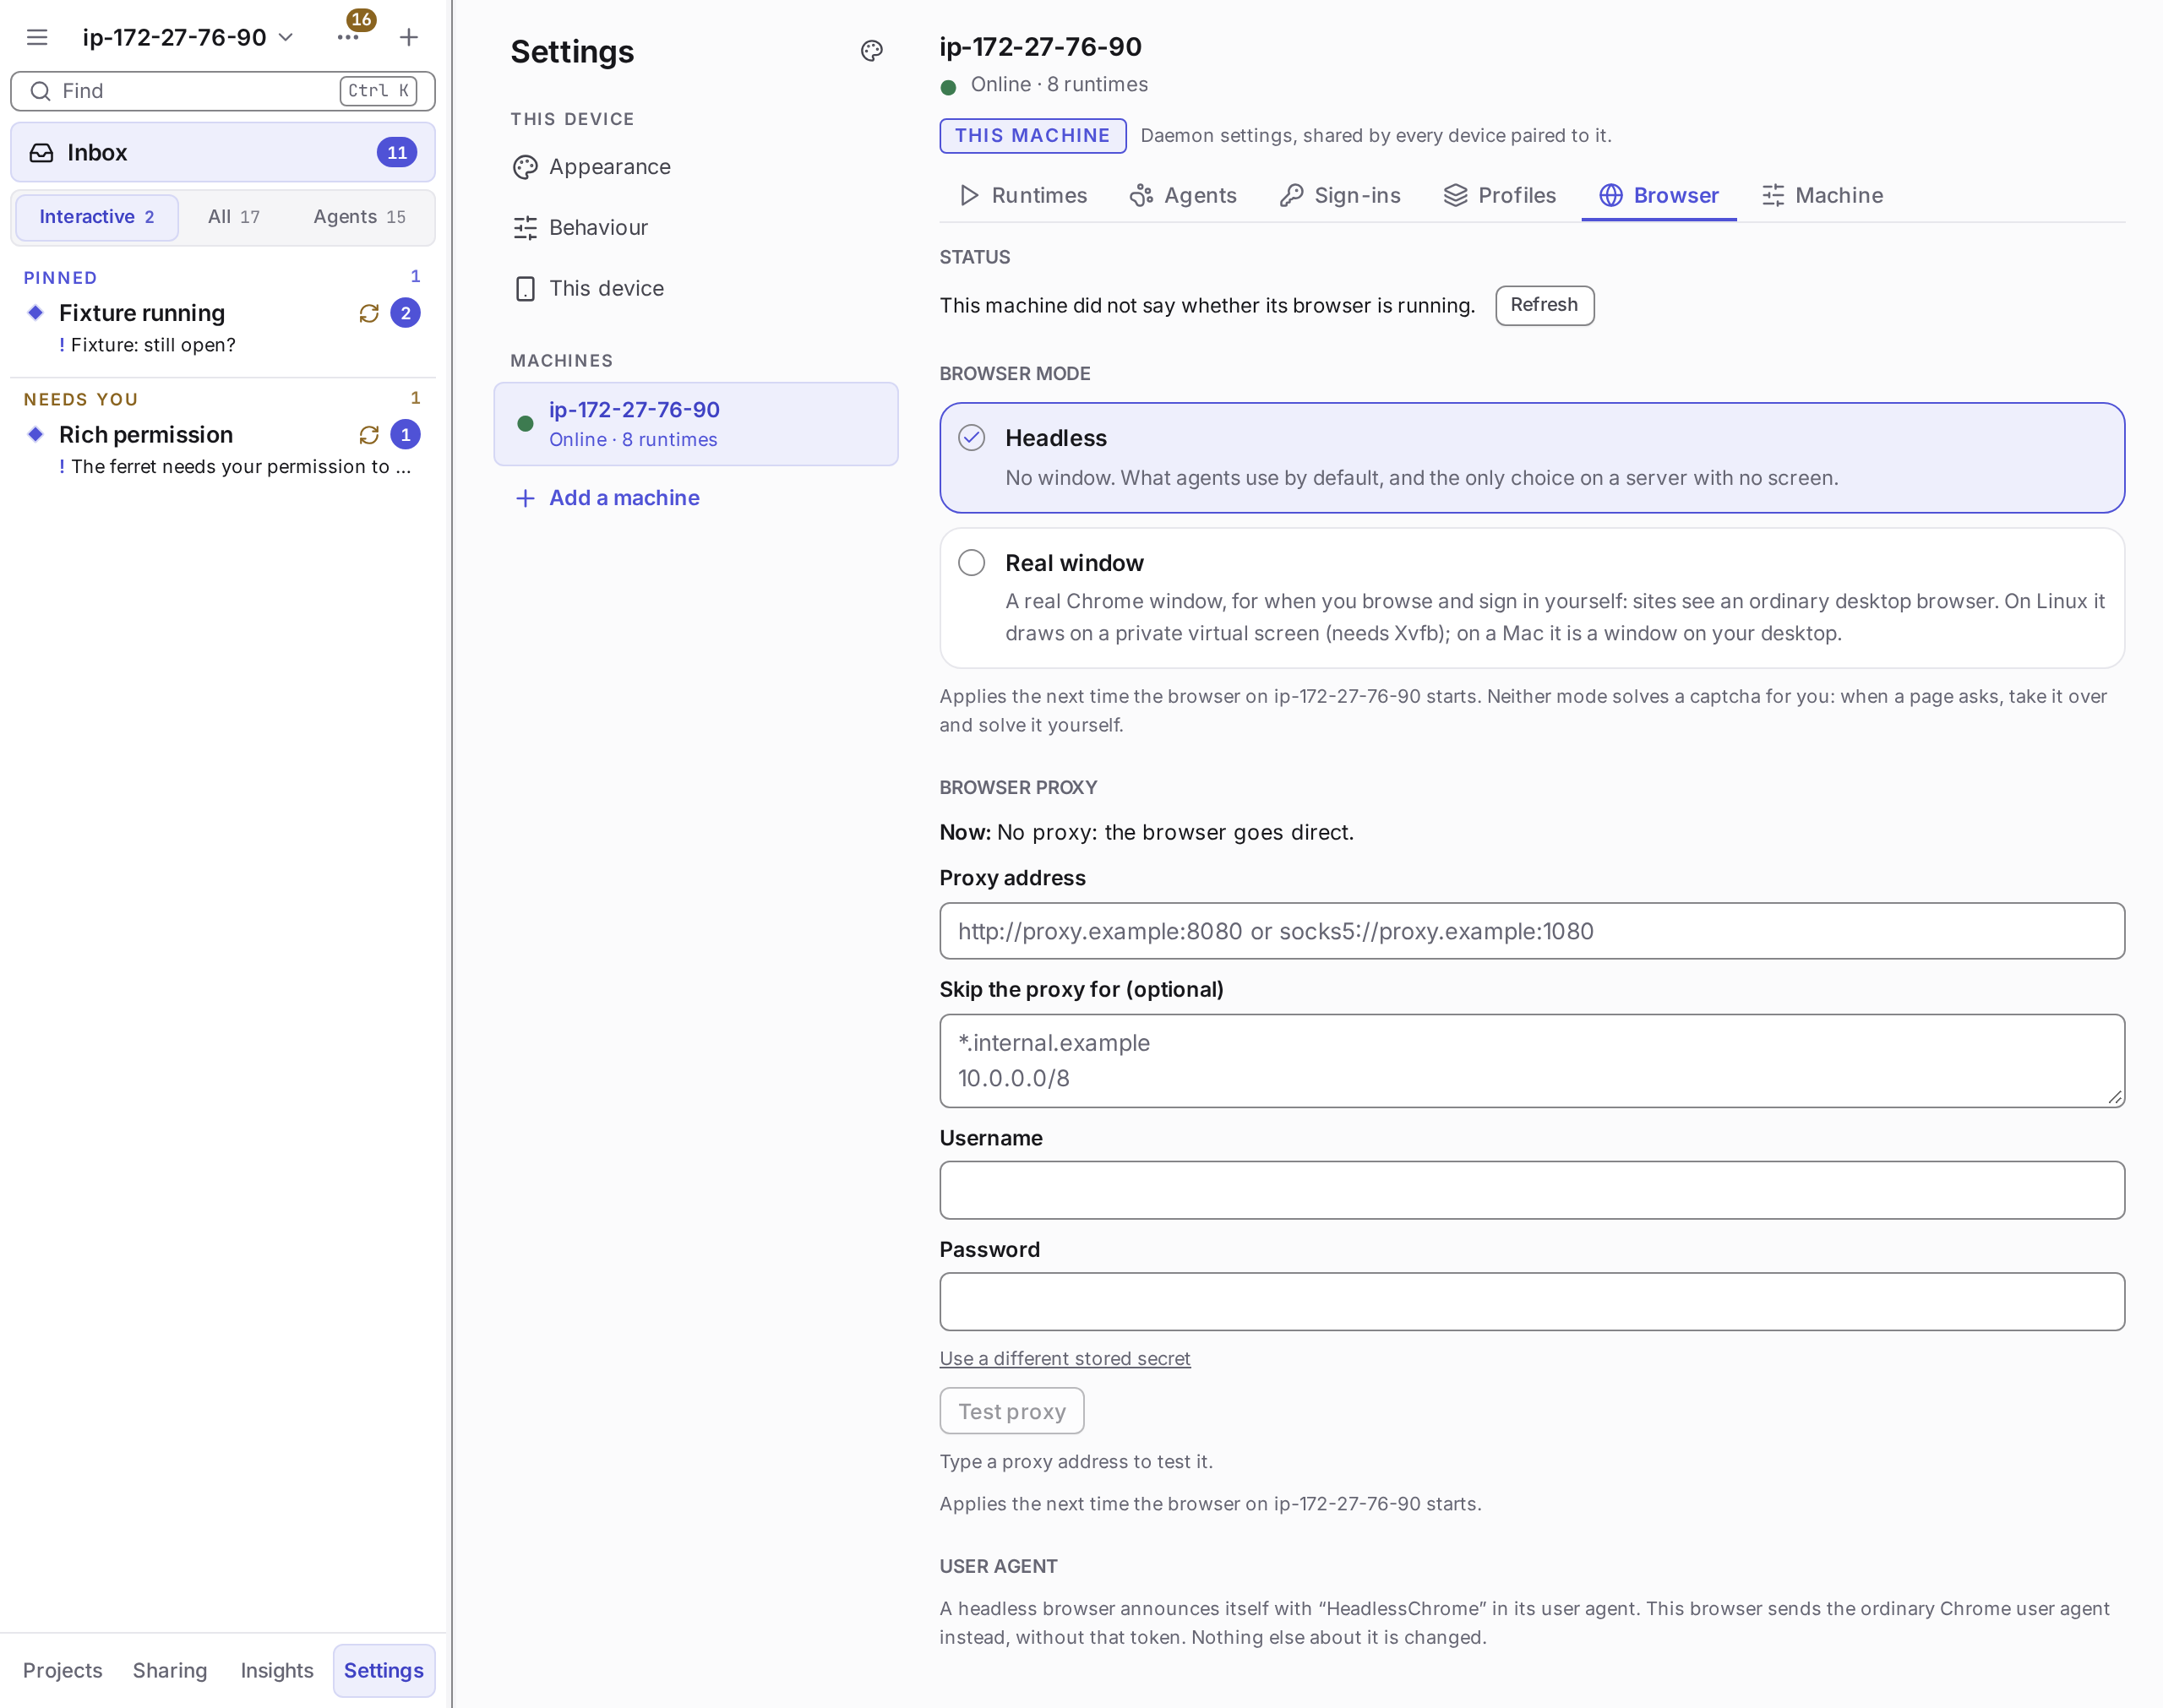 ip-172-27-76-90
16
Find
Ctrl K
Inbox
11
Interactive 2
All 17
Agents 15
PINNED
1
Fixture running
2
! Fixture: still open?
NEEDS YOU
1
Rich permission
1
! The ferret needs your permission to ...
Projects
Sharing
Insights
Settings
Settings
THIS DEVICE
Appearance
Behaviour
This device
MACHINES
ip-172-27-76-90
Online · 8 runtimes
Add a machine
ip-172-27-76-90
Online · 8 runtimes
THIS MACHINE
Daemon settings, shared by every device paired to it.
Runtimes
Agents
Sign-ins
Profiles
Browser
Machine
STATUS
This machine did not say whether its browser is running.
Refresh
BROWSER MODE
Headless
No window. What agents use by default, and the only choice on a server with no screen.
Real window
A real Chrome window, for when you browse and sign in yourself: sites see an ordinary desktop browser. On Linux it
draws on a private virtual screen (needs Xvfb); on a Mac it is a window on your desktop.
Applies the next time the browser on ip-172-27-76-90 starts. Neither mode solves a captcha for you: when a page asks, take it over
and solve it yourself.
BROWSER PROXY
Now: No proxy: the browser goes direct.
Proxy address
http://proxy.example:8080 or socks5://proxy.example:1080
Skip the proxy for (optional)
*.internal.example
10.0.0.0/8
Username
Password
Use a different stored secret
Test proxy
Type a proxy address to test it.
Applies the next time the browser on ip-172-27-76-90 starts.
USER AGENT
A headless browser announces itself with “HeadlessChrome” in its user agent. This browser sends the ordinary Chrome user agent
instead, without that token. Nothing else about it is changed.